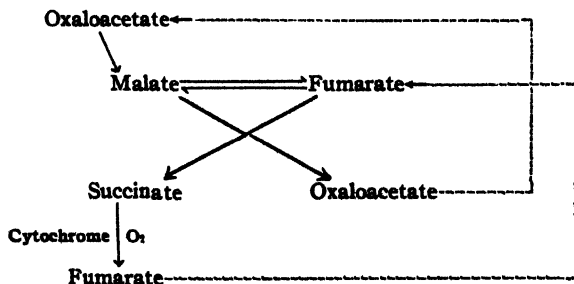 Oxaloacetate
Malate Fumarate
Succinate Oxaloacetate
Cytochrome O₂
Fumarate